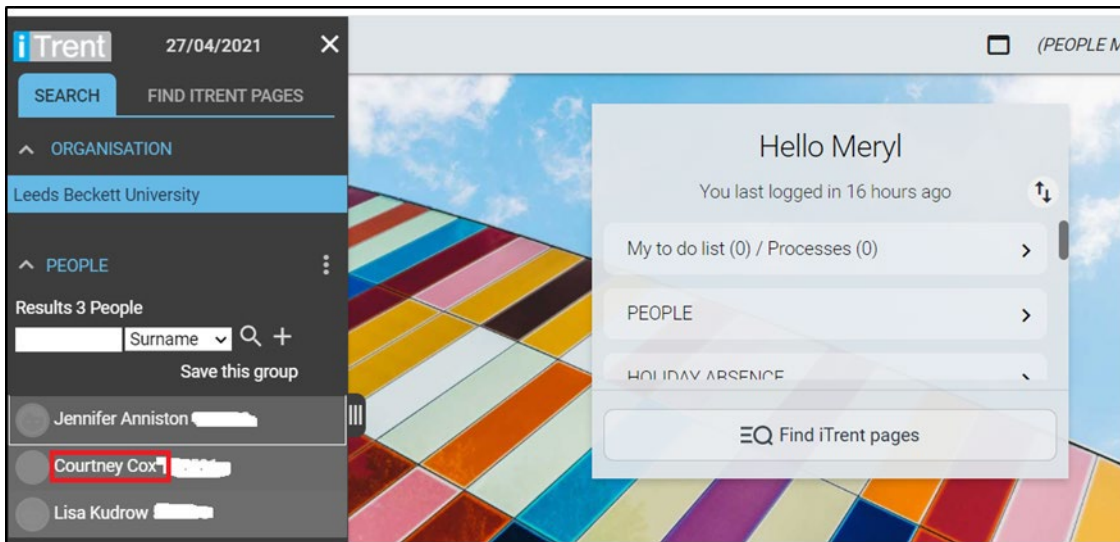 iTrent 27/04/2021
(PEOPLE M
SEARCH FIND ITRENT PAGES
ORGANISATION
Leeds Beckett University
PEOPLE
Results 3 People
Surname
Save this group
Jennifer Anniston
Courtney Cox
Lisa Kudrow
Hello Meryl
You last logged in 16 hours ago
My to do list (0) / Processes (0)
PEOPLE
HOLIDAY ABSENCE
Find iTrent pages